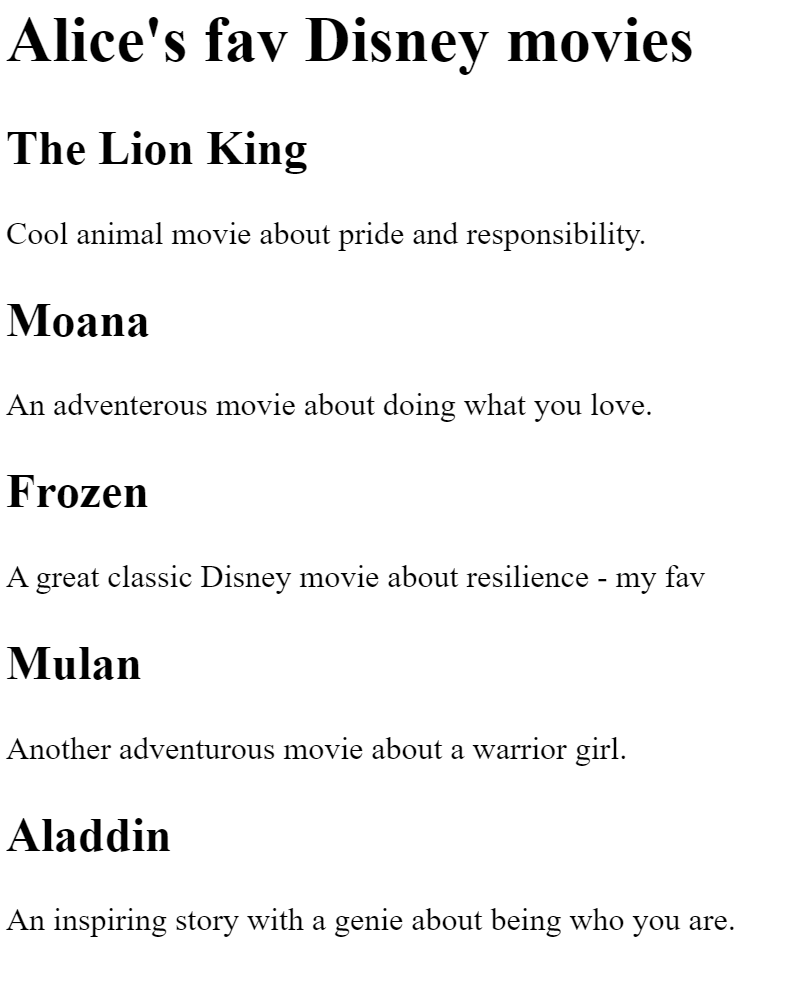 Alice's fav Disney movies
The Lion King
Cool animal movie about pride and responsibility.
Moana
An adventerous movie about doing what you love.
Frozen
A great classic Disney movie about resilience - my fav
Mulan
Another adventurous movie about a warrior girl.
Aladdin
An inspiring story with a genie about being who you are.